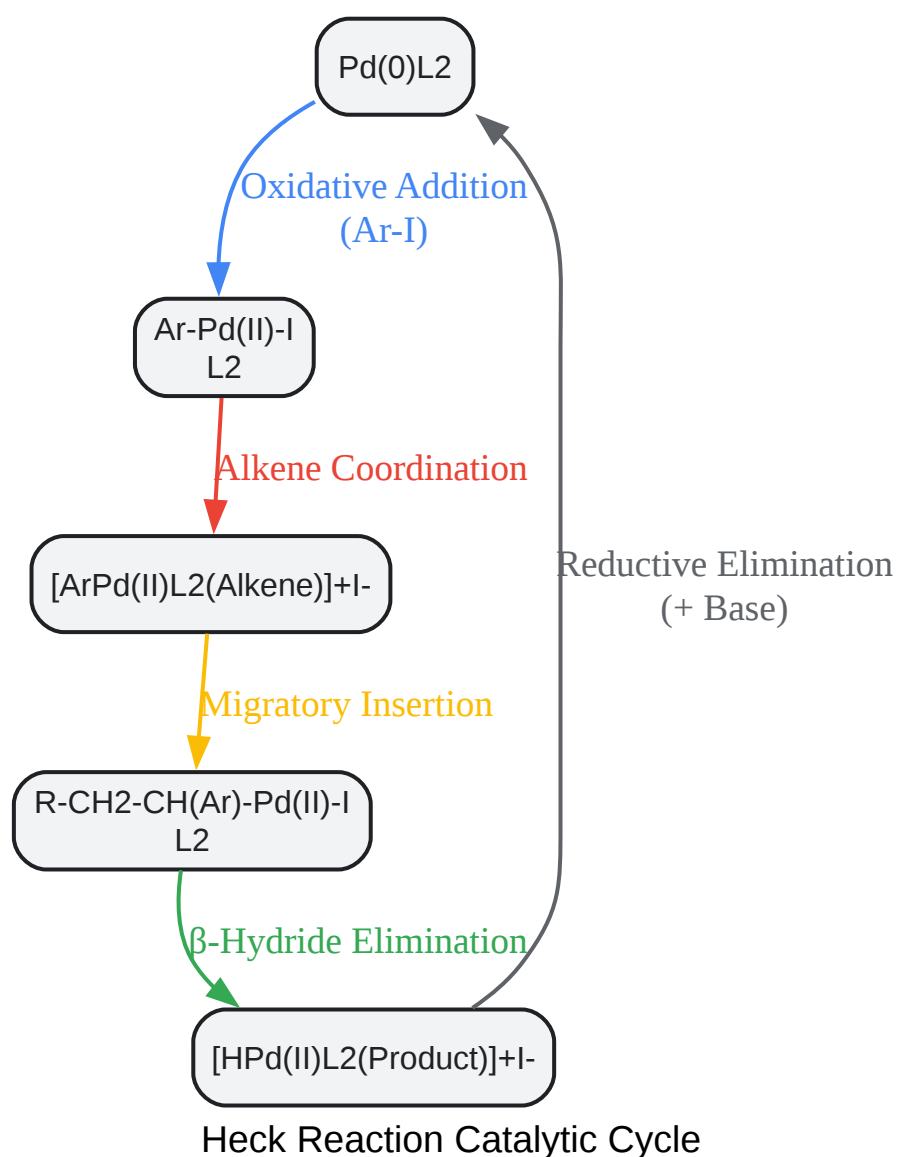 Pd(0)L2
Oxidative Addition
(Ar-I)
Ar-Pd(II)-I
L2
Alkene Coordination
[ArPd(II)L2(Alkene)]+I-
Reductive Elimination
(+ Base)
Migratory Insertion
R-CH2-CH(Ar)-Pd(II)-I
L2
β-Hydride Elimination
[HPd(II)L2(Product)]+I-
Heck Reaction Catalytic Cycle